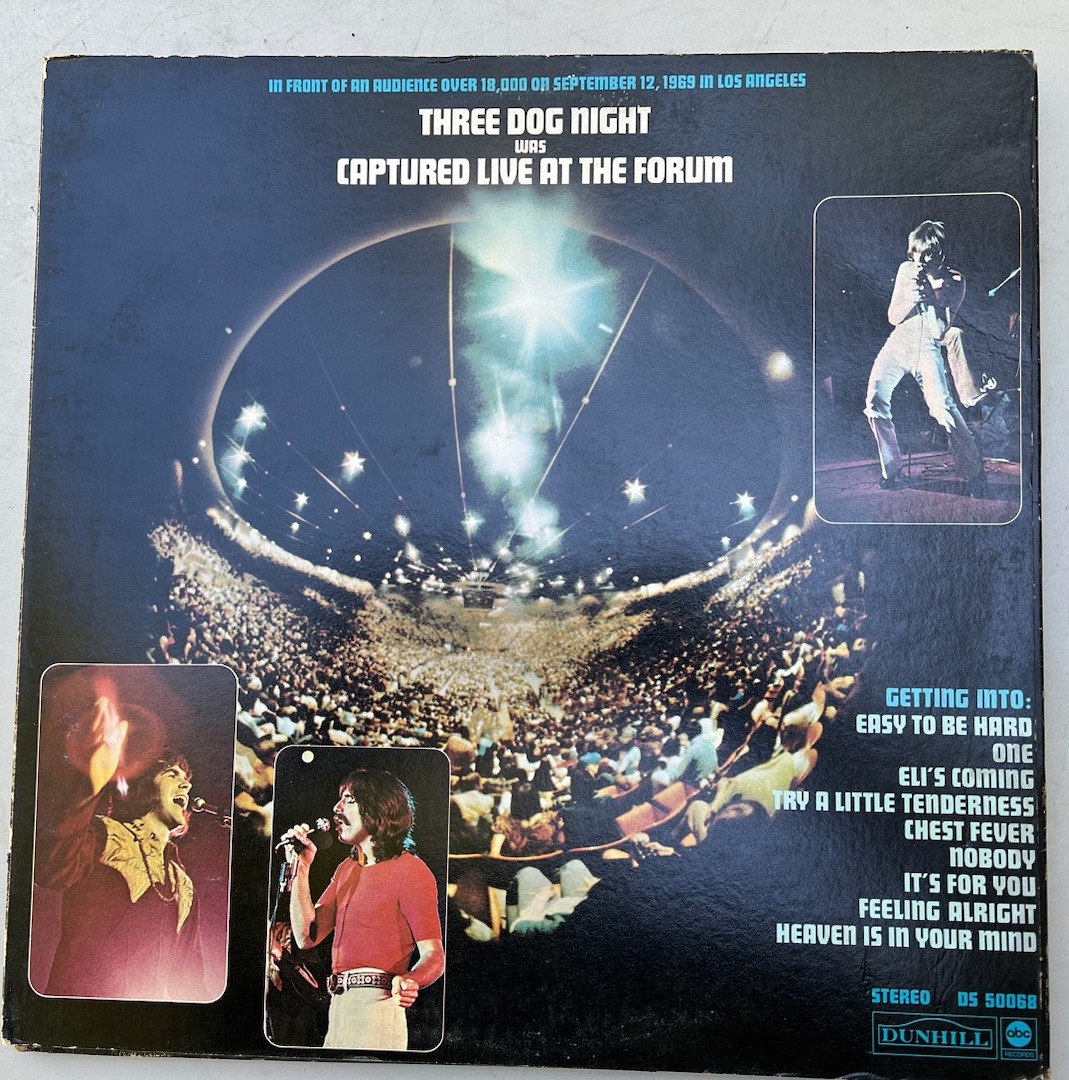 IN FRONT OF AN AUDIENCE OVER 18,000 ON SEPTEMBER 12, 1969 IN LOS ANGELES
THREE DOG NIGHT
WAS
CAPTURED LIVE AT THE FORUM
GETTING INTO:
EASY TO BE HARD
ONE
ELI'S COMING
TRY A LITTLE TENDERNESS
CHEST FEVER
NOBODY
IT'S FOR YOU
FEELING ALRIGHT
HEAVEN IS IN YOUR MIND
STEREO DS 50068
DUNHILL abc
RECORDS